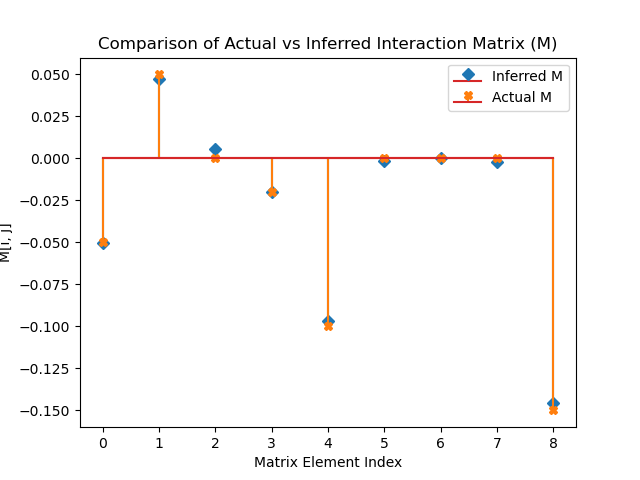 Comparison of Actual vs Inferred Interaction Matrix (M)
Inferred M
Actual M
0.050
0.025
0.000
−0.025
−0.050
−0.075
−0.100
−0.125
−0.150
M[i, j]
0 1 2 3 4 5 6 7 8
Matrix Element Index